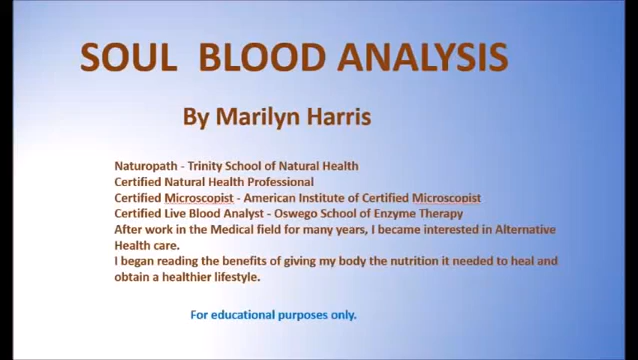 SOUL BLOOD ANALYSIS
By Marilyn Harris
Naturopath - Trinity School of Natural Health
Certified Natural Health Professional
Certified Microscopist - American Institute of Certified Microscopist
Certified Live Blood Analyst - Oswego School of Enzyme Therapy
After work in the Medical field for many years, I became interested in Alternative
Health care.
I began reading the benefits of giving my body the nutrition it needed to heal and
obtain a healthier lifestyle.
For educational purposes only.